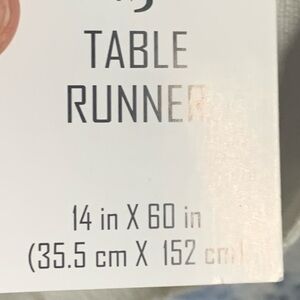 TABLE
RUNNER
14 in X 60 in
(35.5 cm X 152 cm)